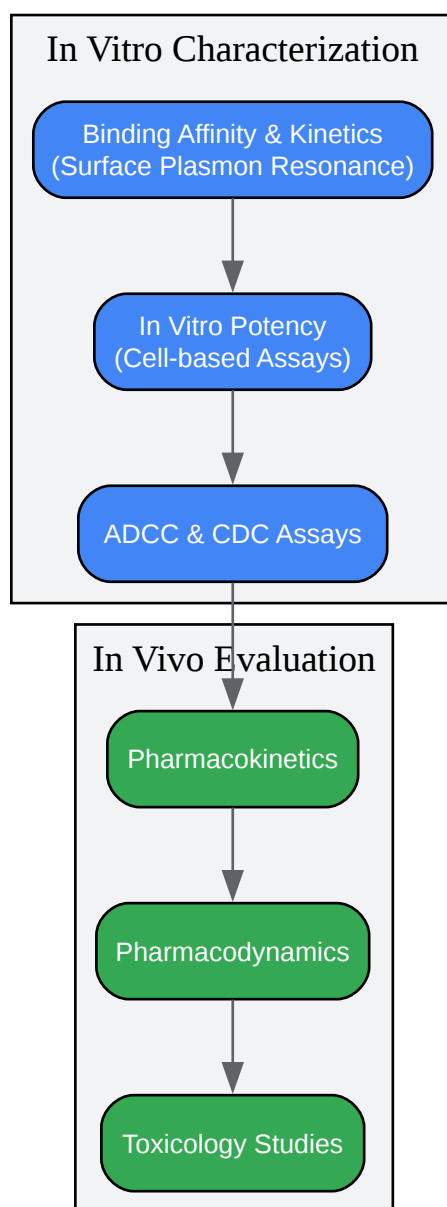 In Vitro Characterization
Binding Affinity & Kinetics
(Surface Plasmon Resonance)
In Vitro Potency
(Cell-based Assays)
ADCC & CDC Assays
In Vivo Evaluation
Pharmacokinetics
Pharmacodynamics
Toxicology Studies